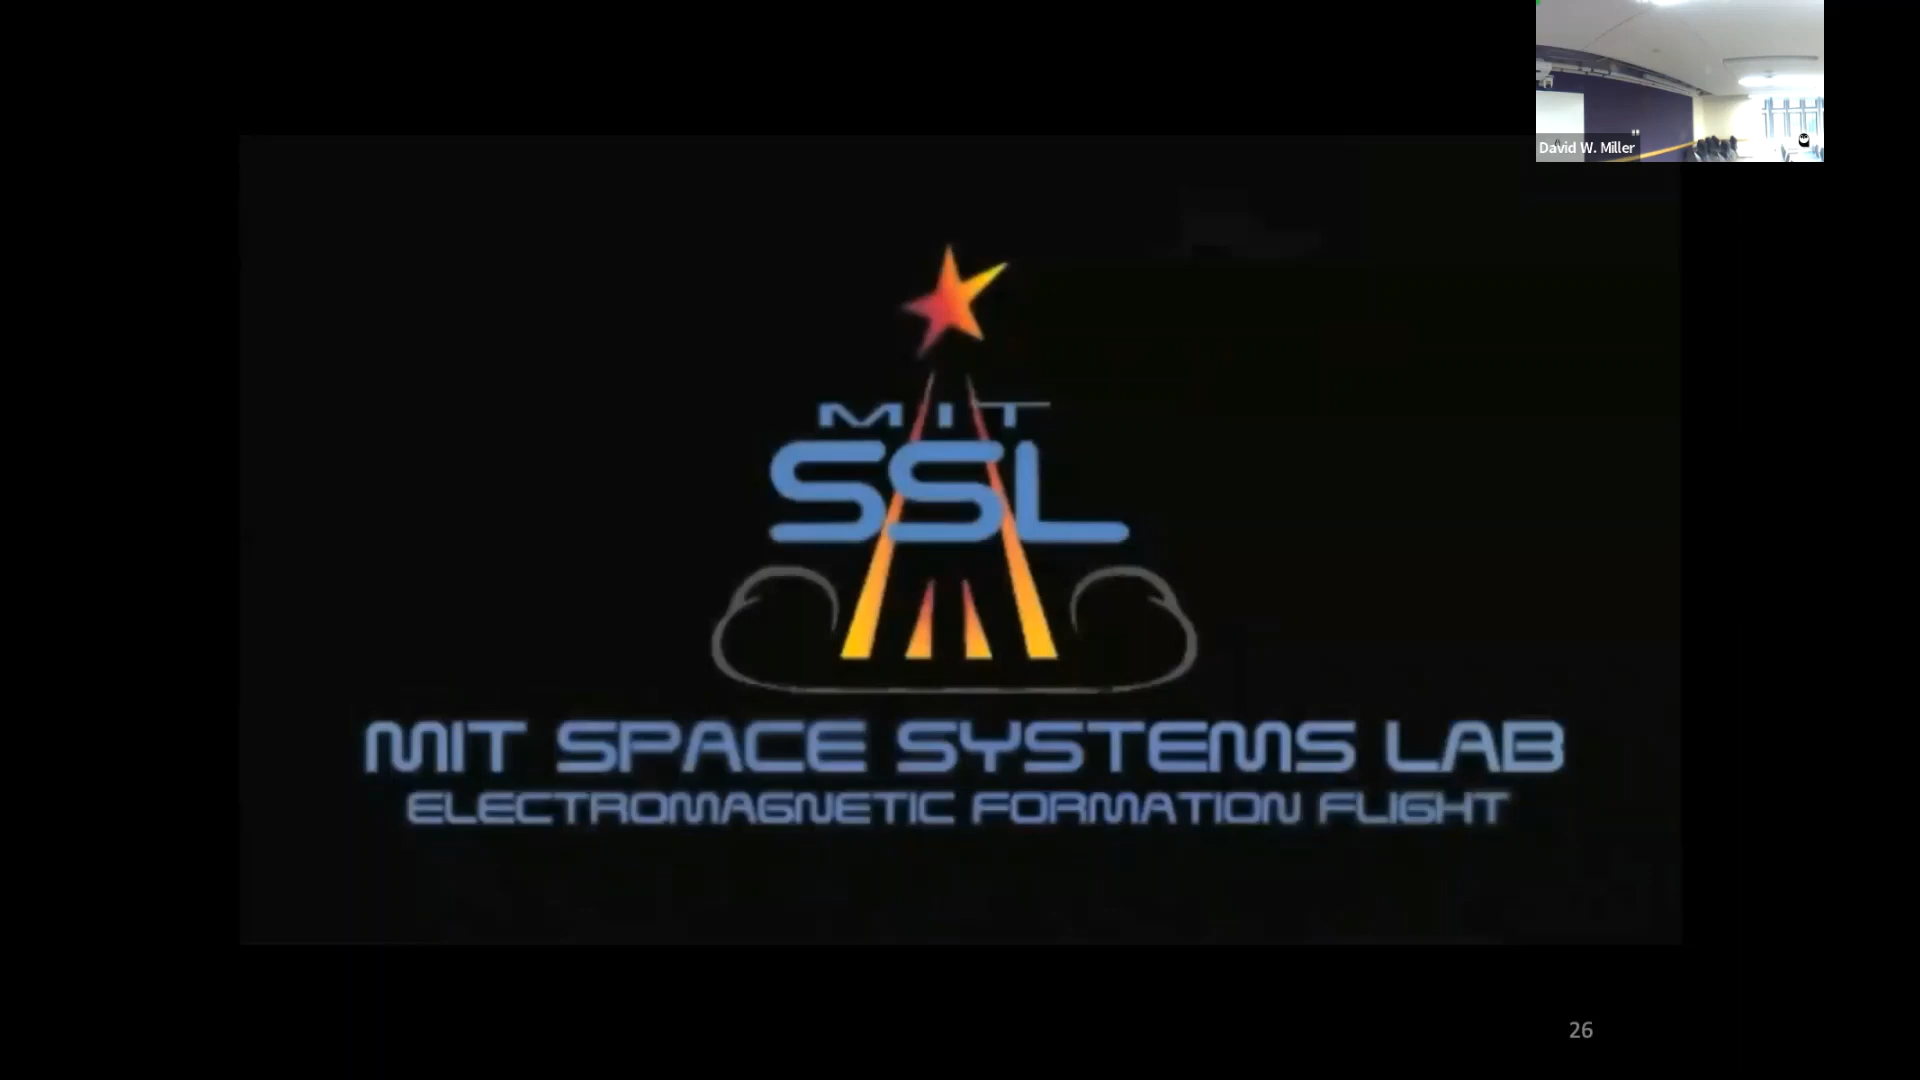 David W. Miller
MIT
SSL
MIT SPACE SYSTEMS LAB
ELECTROMAGNETIC FORMATION FLIGHT
26